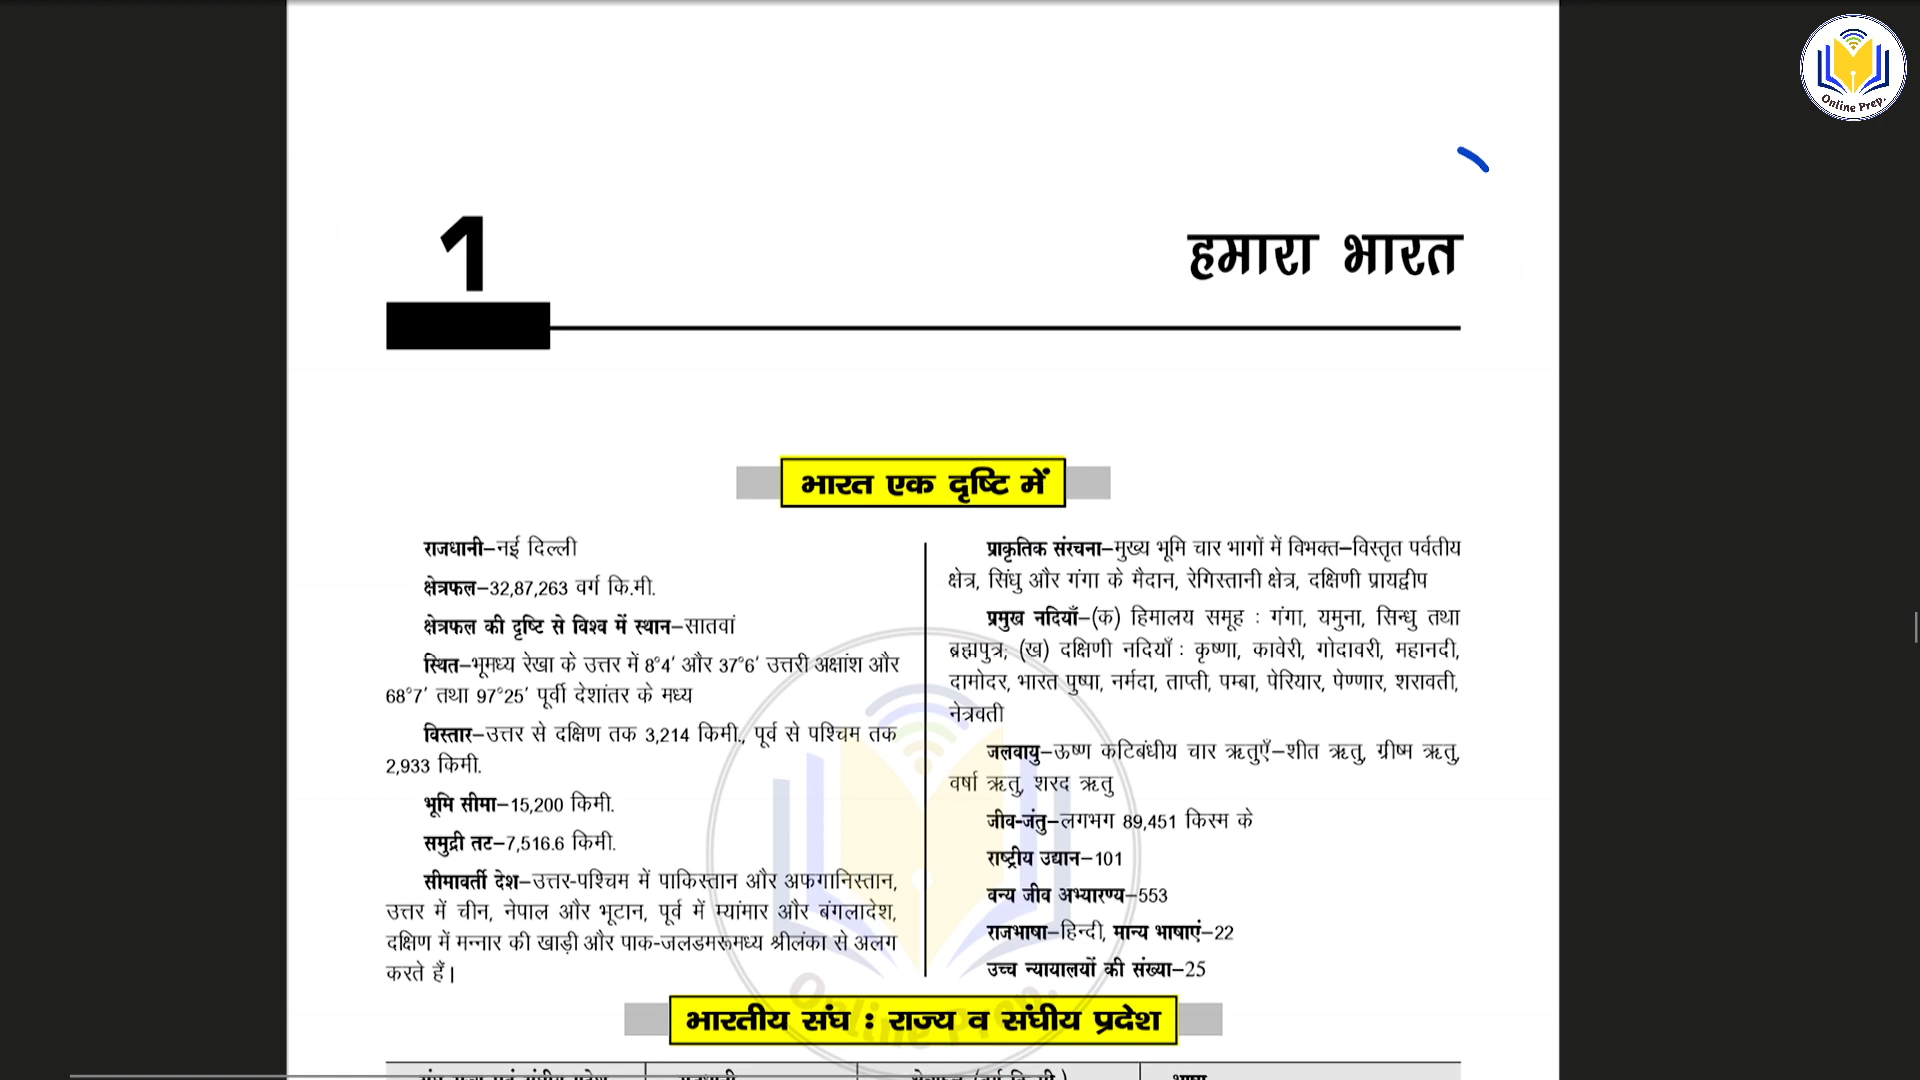 Online Prep.
1
हमारा भारत
भारत एक दृष्टि में
राजधानी–नई दिल्ली
क्षेत्रफल–32,87,263 वर्ग कि.मी.
क्षेत्रफल की दृष्टि से विश्व में स्थान–सातवां
स्थित–भूमध्य रेखा के उत्तर में 8°4′ और 37°6′ उत्तरी अक्षांश और
68°7′ तथा 97°25′ पूर्वी देशांतर के मध्य
विस्तार–उत्तर से दक्षिण तक 3,214 किमी., पूर्व से पश्चिम तक
2,933 किमी.
भूमि सीमा–15,200 किमी.
समुद्री तट–7,516.6 किमी.
सीमावर्ती देश–उत्तर-पश्चिम में पाकिस्तान और अफगानिस्तान,
उत्तर में चीन, नेपाल और भूटान, पूर्व में म्यांमार और बंगलादेश,
दक्षिण में मन्नार की खाड़ी और पाक-जलडमरूमध्य श्रीलंका से अलग
करते हैं।
प्राकृतिक संरचना–मुख्य भूमि चार भागों में विभक्त–विस्तृत पर्वतीय
क्षेत्र, सिंधु और गंगा के मैदान, रेगिस्तानी क्षेत्र, दक्षिणी प्रायद्वीप
प्रमुख नदियाँ–(क) हिमालय समूह : गंगा, यमुना, सिन्धु तथा
ब्रह्मपुत्र; (ख) दक्षिणी नदियाँ : कृष्णा, कावेरी, गोदावरी, महानदी,
दामोदर, भारत पुष्पा, नर्मदा, ताप्ती, पम्बा, पेरियार, पेण्णार, शरावती,
नेत्रवती
जलवायु–ऊष्ण कटिबंधीय चार ऋतुएँ–शीत ऋतु, ग्रीष्म ऋतु,
वर्षा ऋतु, शरद ऋतु
जीव-जंतु–लगभग 89,451 किस्म के
राष्ट्रीय उद्यान–101
वन्य जीव अभ्यारण्य–553
राजभाषा–हिन्दी, मान्य भाषाएं–22
उच्च न्यायालयों की संख्या–25
Online Prep.
भारतीय संघ : राज्य व संघीय प्रदेश